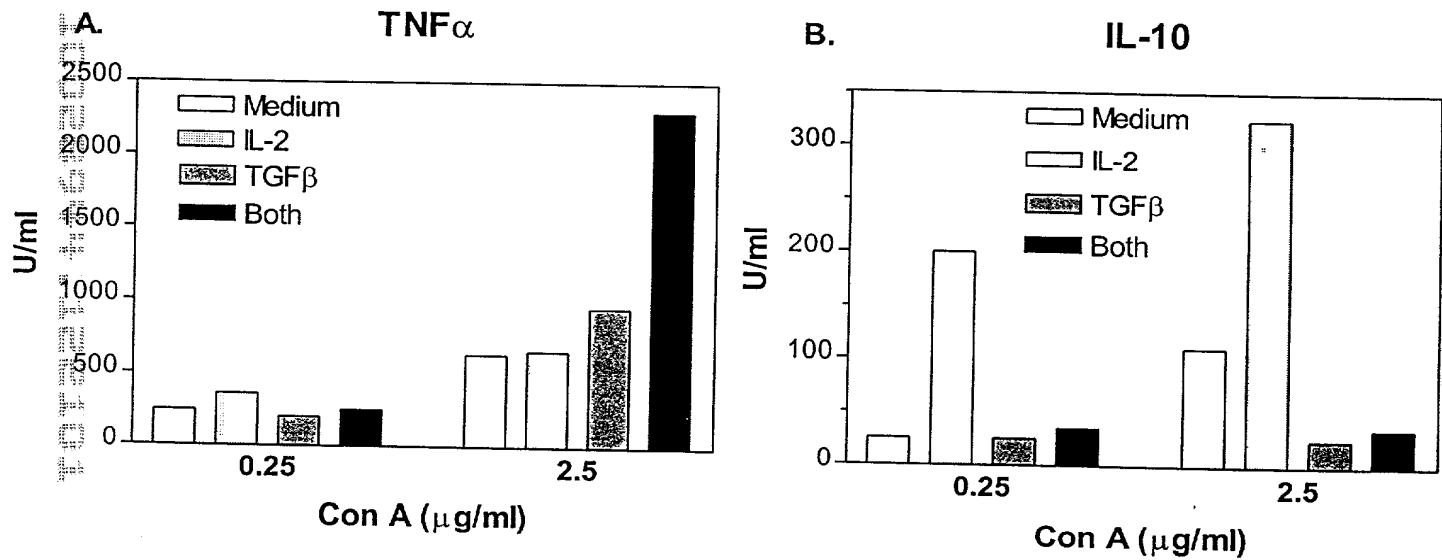 A. TNFα
2500
2000
1500
1000
500
0
U/ml
Medium
IL-2
TGFβ
Both
0.25 2.5
Con A (μg/ml)
B. IL-10
300
200
100
0
U/ml
Medium
IL-2
TGFβ
Both
0.25 2.5
Con A (μg/ml)